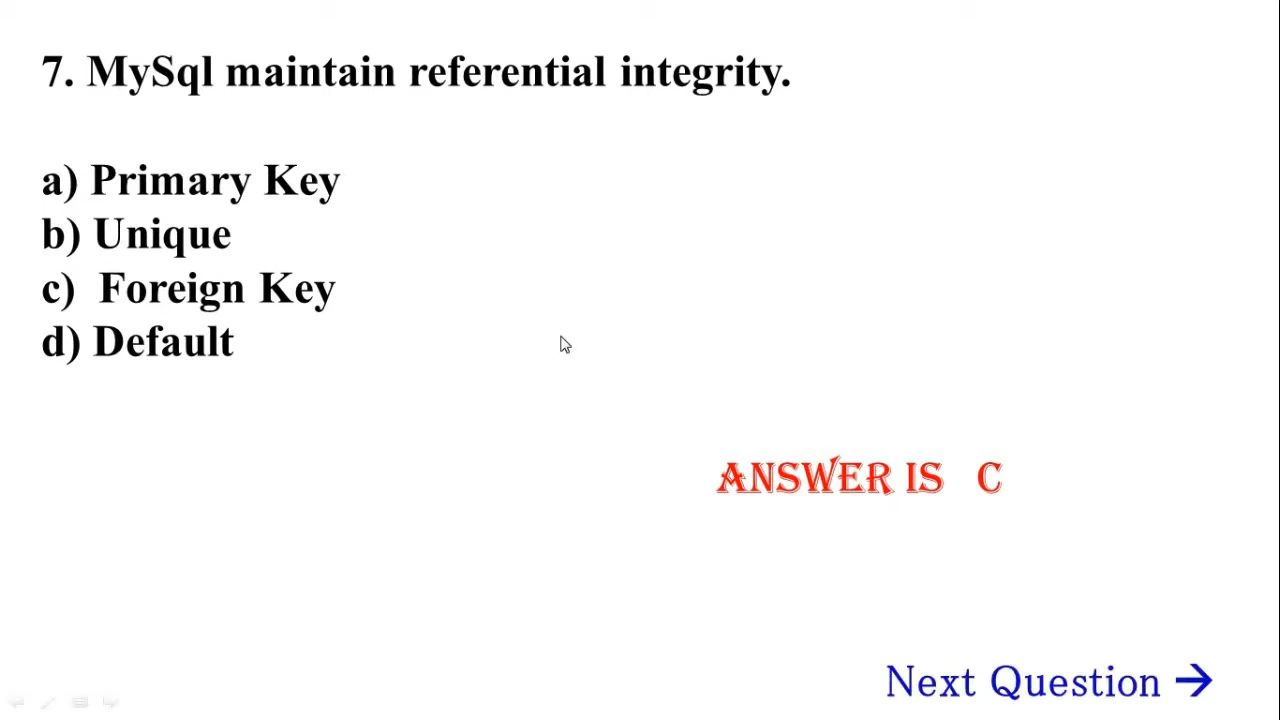 7. MySql maintain referential integrity.
a) Primary Key
b) Unique
c) Foreign Key
d) Default
ANSWER IS C
Next Question →